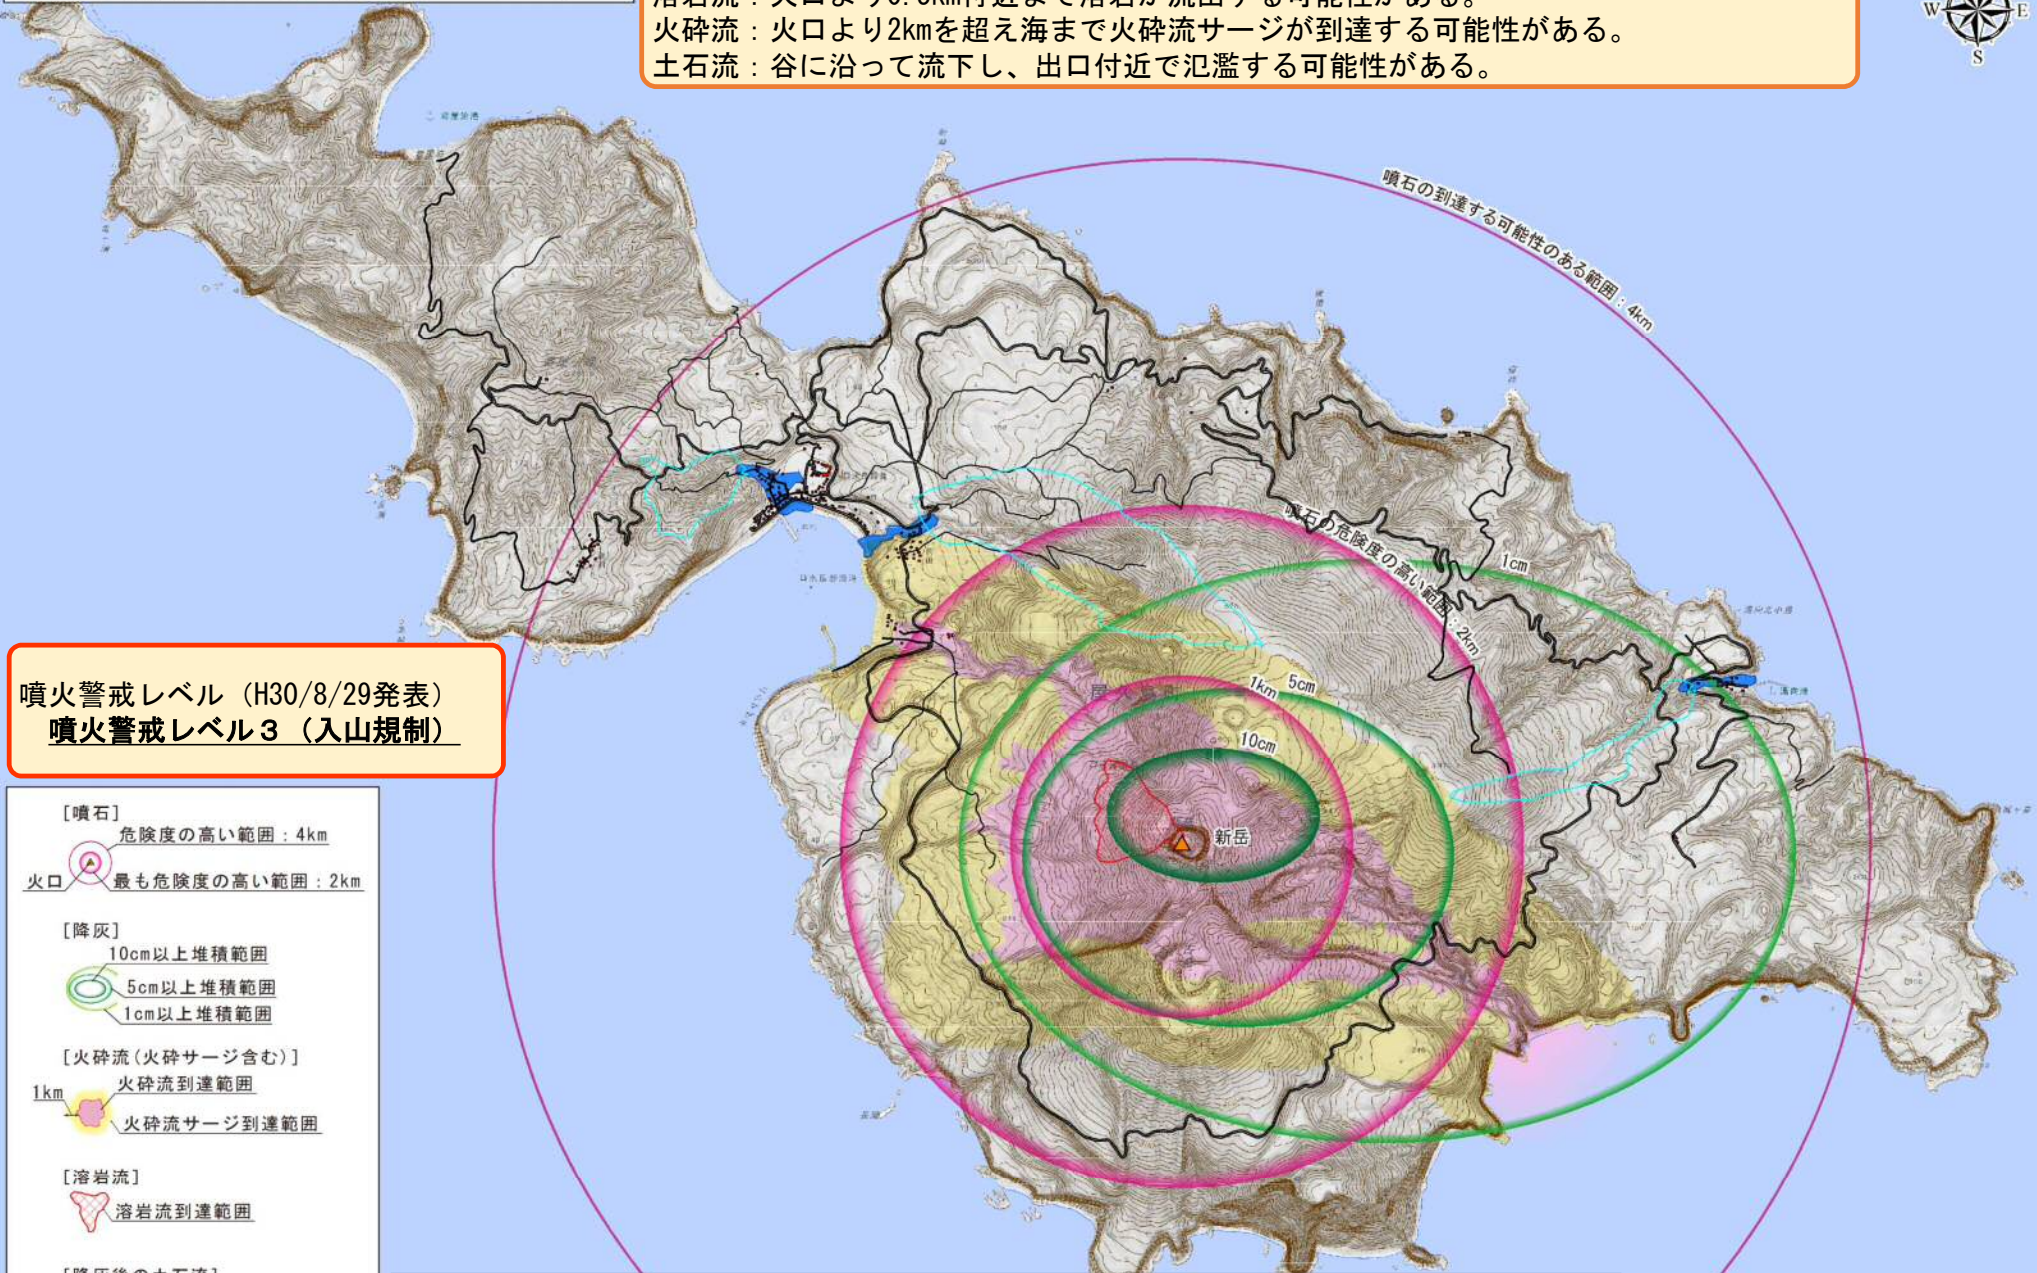 火砕流：火口より2kmを超え海まで火砕流サージが到達する可能性がある。
土石流：谷に沿って流下し、出口付近で氾濫する可能性がある。
W
E
S
噴石の到達する可能性のある範囲：4km
噴石の危険度の高い範囲：2km
1cm
1km
5cm
10cm
新岳
噴火警戒レベル（H30/8/29発表）
噴火警戒レベル３（入山規制）
[噴石]
危険度の高い範囲：4km
火口
最も危険度の高い範囲：2km
[降灰]
10cm以上堆積範囲
5cm以上堆積範囲
1cm以上堆積範囲
[火砕流(火砕サージ含む)]
1km
火砕流到達範囲
火砕流サージ到達範囲
[溶岩流]
溶岩流到達範囲